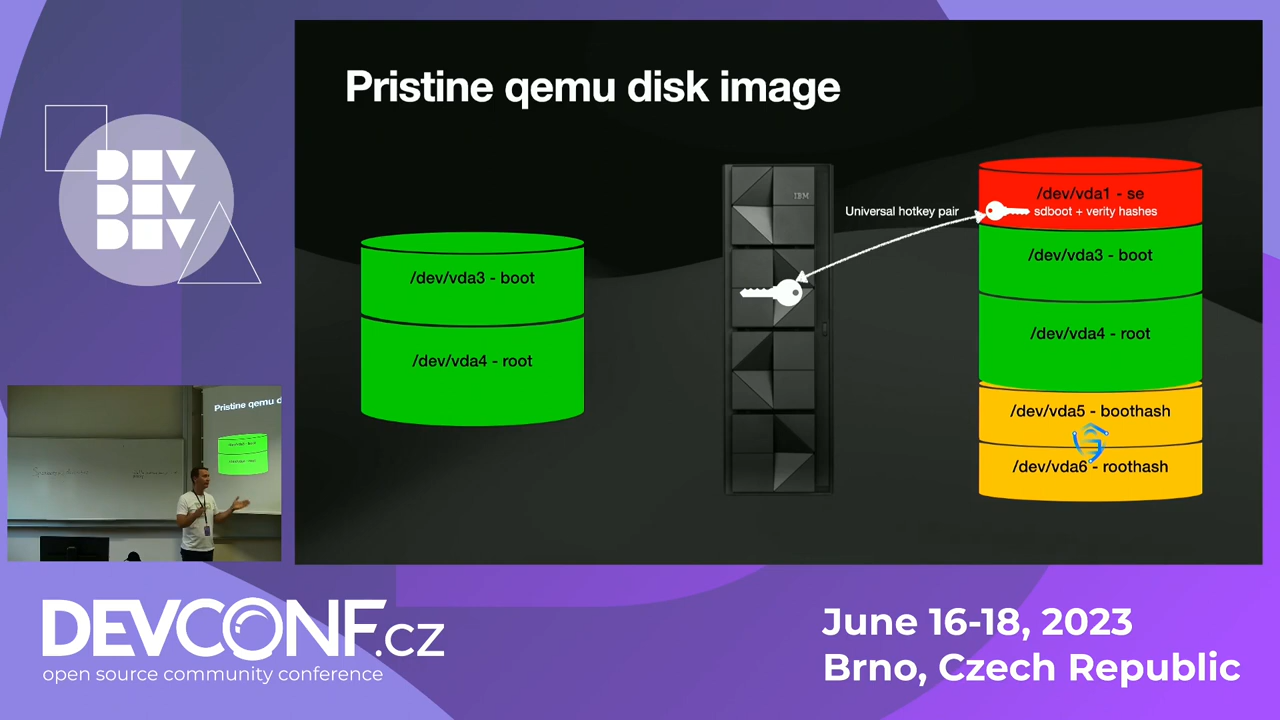 DEV
DEV
DEV
Pristine qemu disk image
/dev/vda3 - boot
/dev/vda4 - root
IBM
Universal hotkey pair
/dev/vda1 - se
sdboot + verity hashes
/dev/vda3 - boot
/dev/vda4 - root
/dev/vda5 - boothash
/dev/vda6 - roothash
Pristine qemu d
DEVCONF.cz
open source community conference
June 16-18, 2023
Brno, Czech Republic